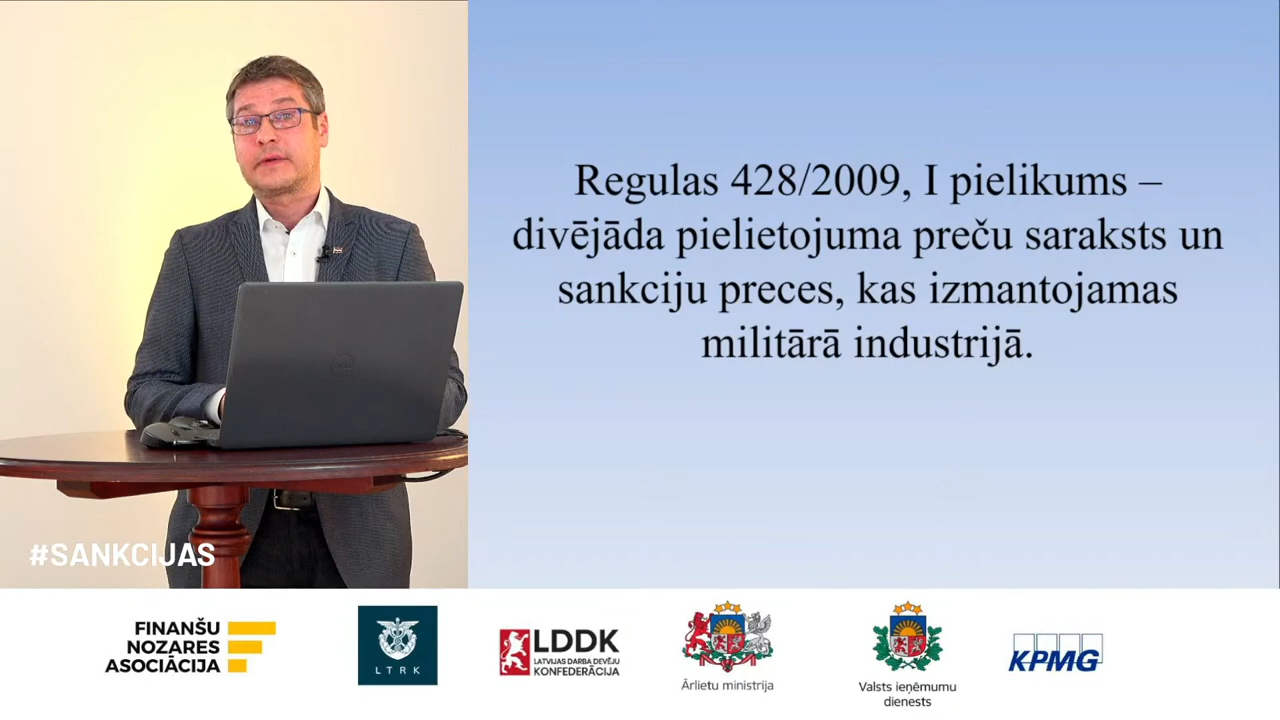 Regulas 428/2009, I pielikums –
divējāda pielietojuma preču saraksts un
sankciju preces, kas izmantojamas
militārā industrijā.
#SANKCIJAS
FINANŠU
NOZARES
ASOCIĀCIJA
LTRK
LDDK
LATVIJAS DARBA DEVĒJU
KONFEDERĀCIJA
Ārlietu ministrija
Valsts ieņēmumu
dienests
KPMG